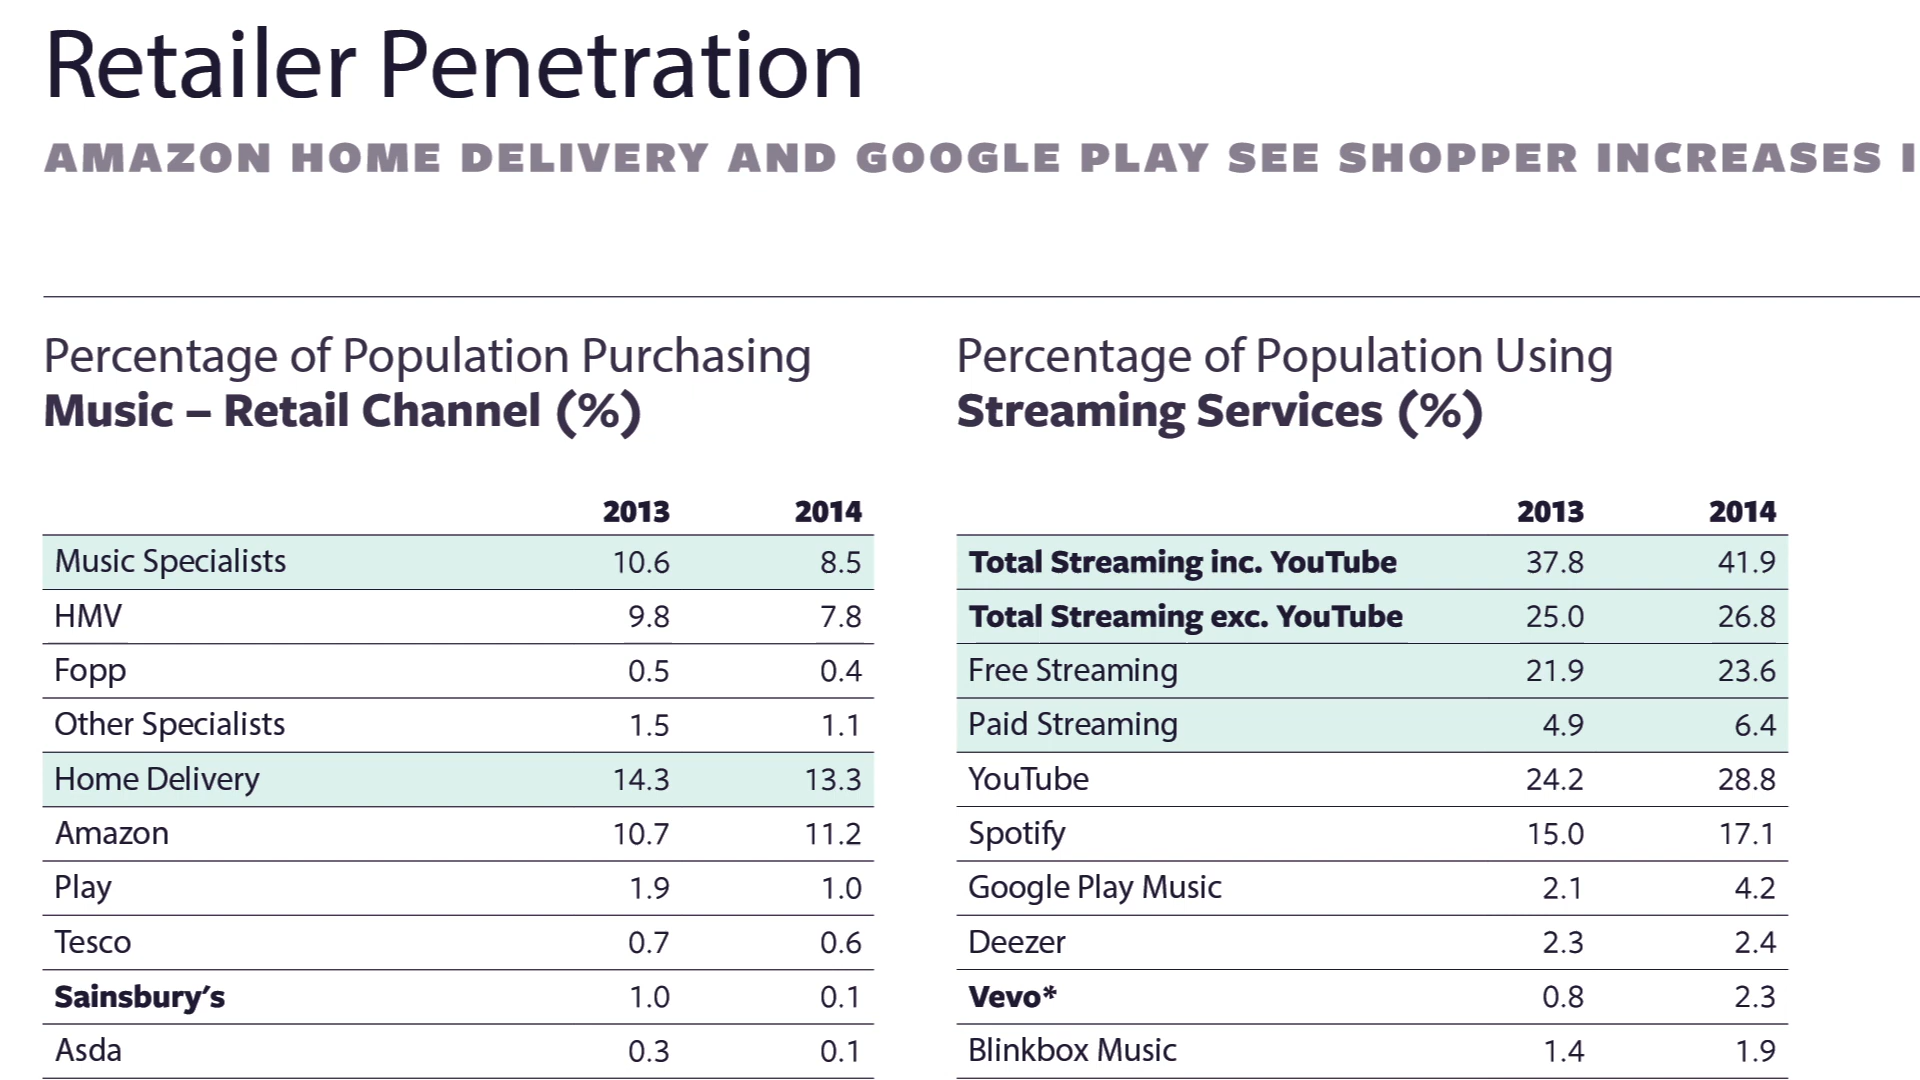 Retailer Penetration
AMAZON HOME DELIVERY AND GOOGLE PLAY SEE SHOPPER INCREASES I
Percentage of Population Purchasing
Music – Retail Channel (%)
2013 2014
Music Specialists 10.6 8.5
HMV 9.8 7.8
Fopp 0.5 0.4
Other Specialists 1.5 1.1
Home Delivery 14.3 13.3
Amazon 10.7 11.2
Play 1.9 1.0
Tesco 0.7 0.6
Sainsbury's 1.0 0.1
Asda 0.3 0.1
Percentage of Population Using
Streaming Services (%)
2013 2014
Total Streaming inc. YouTube 37.8 41.9
Total Streaming exc. YouTube 25.0 26.8
Free Streaming 21.9 23.6
Paid Streaming 4.9 6.4
YouTube 24.2 28.8
Spotify 15.0 17.1
Google Play Music 2.1 4.2
Deezer 2.3 2.4
Vevo* 0.8 2.3
Blinkbox Music 1.4 1.9